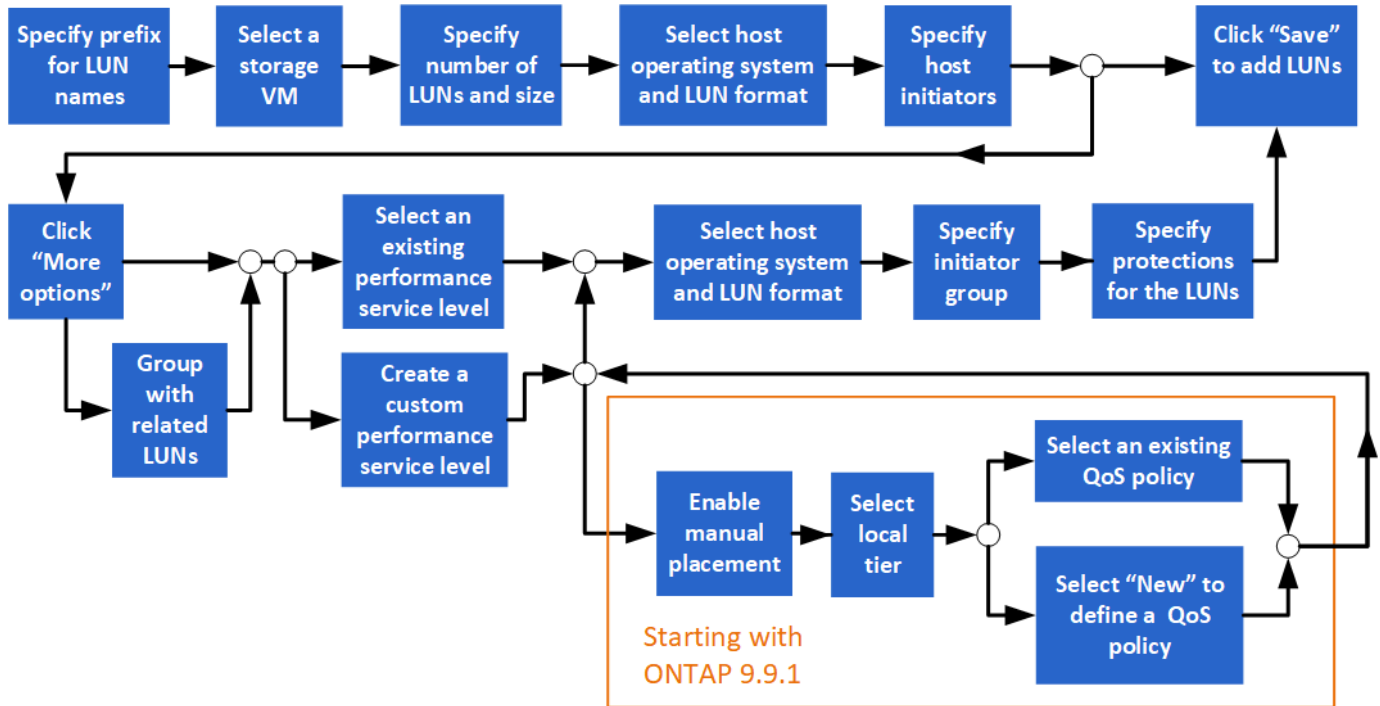 Specify prefix
for LUN
names
Select a
storage
VM
Specify
number of
LUNs and size
Select host
operating system
and LUN format
Specify
host
initiators
Click “Save”
to add LUNs
Click
“More
options”
Group
with
related
LUNs
Select an
existing
performance
service level
Create a
custom
performance
service level
Select host
operating system
and LUN format
Specify
initiator
group
Specify
protections
for the LUNs
Enable
manual
placement
Select
local
tier
Select an existing
QoS policy
Select “New” to
define a  QoS
policy
Starting with
ONTAP 9.9.1